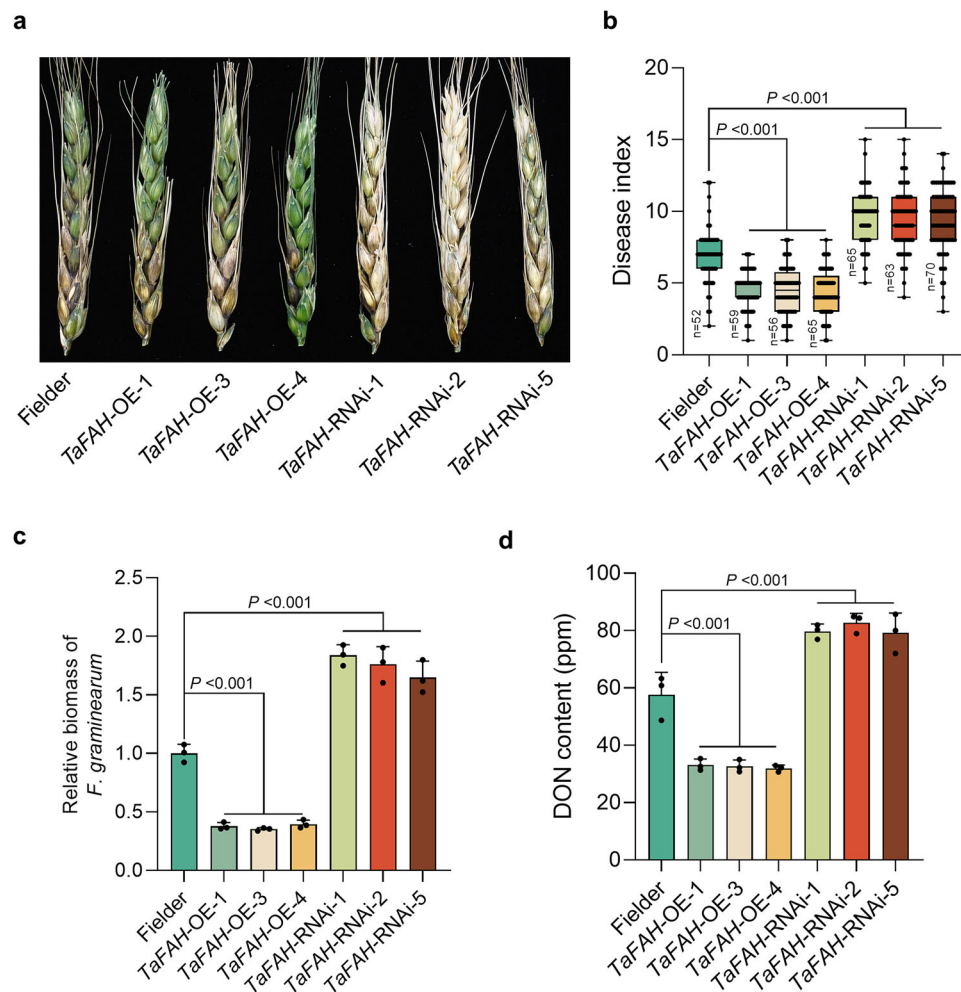 a
Fielder
TaFAH-OE-1
TaFAH-OE-3
TaFAH-OE-4
TaFAH-RNAi-1
TaFAH-RNAi-2
TaFAH-RNAi-5
b
Disease index
20
15
10
5
0
P <0.001
P <0.001
n=52
n=59
n=56
n=65
n=65
n=63
n=70
Fielder
TaFAH-OE-1
TaFAH-OE-3
TaFAH-OE-4
TaFAH-RNAi-1
TaFAH-RNAi-2
TaFAH-RNAi-5
c
Relative biomass of
F. graminearum
2.5
2.0
1.5
1.0
0.5
0.0
P <0.001
P <0.001
Fielder
TaFAH-OE-1
TaFAH-OE-3
TaFAH-OE-4
TaFAH-RNAi-1
TaFAH-RNAi-2
TaFAH-RNAi-5
d
DON content (ppm)
100
80
60
40
20
0
P <0.001
P <0.001
Fielder
TaFAH-OE-1
TaFAH-OE-3
TaFAH-OE-4
TaFAH-RNAi-1
TaFAH-RNAi-2
TaFAH-RNAi-5